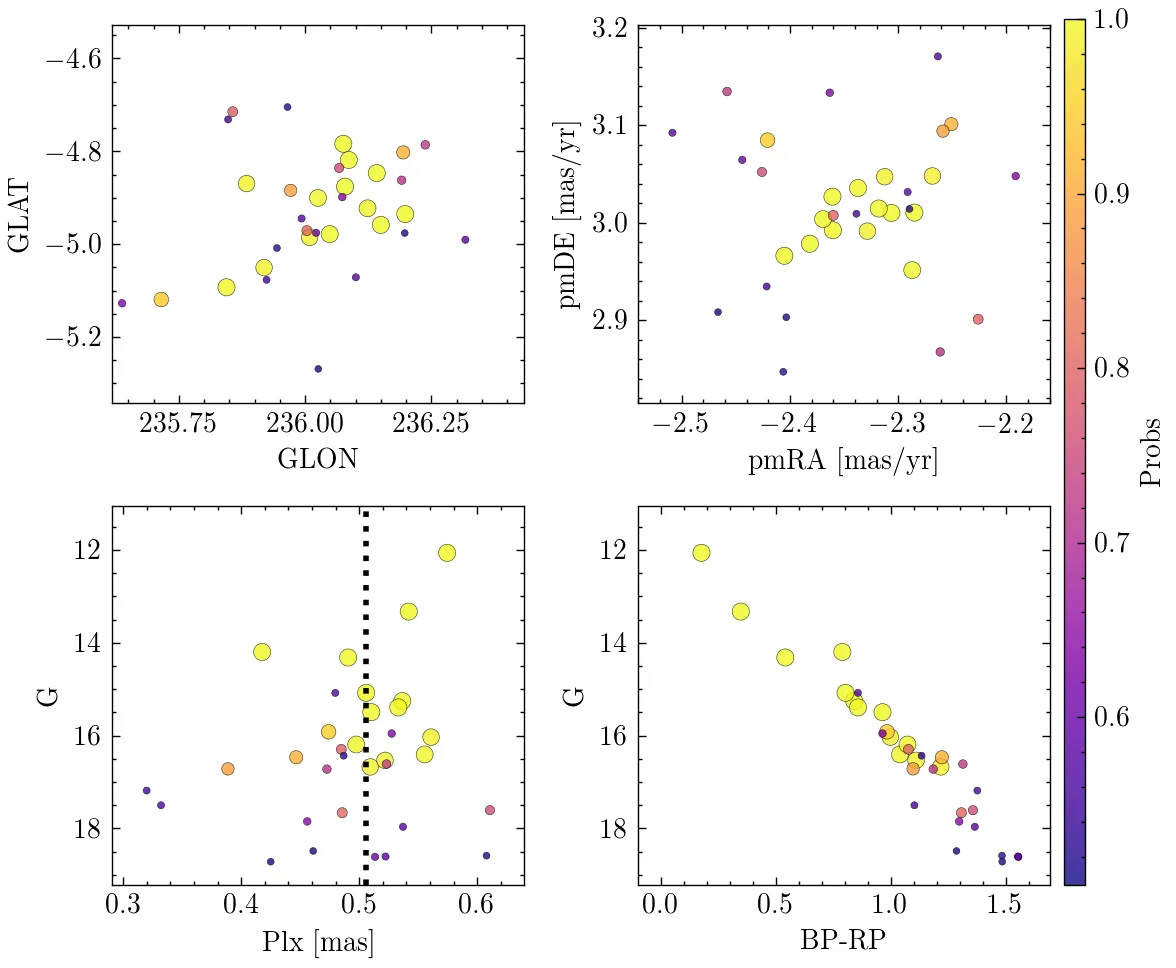 −4.6
−4.8
−5.0
−5.2
GLAT
235.75 236.00 236.25
GLON
3.2
3.1
3.0
2.9
pmDE [mas/yr]
−2.5 −2.4 −2.3 −2.2
pmRA [mas/yr]
1.0
0.9
0.8
0.7
0.6
Probs
12
14
16
18
G
0.3 0.4 0.5 0.6
Plx [mas]
12
14
16
18
G
0.0 0.5 1.0 1.5
BP-RP